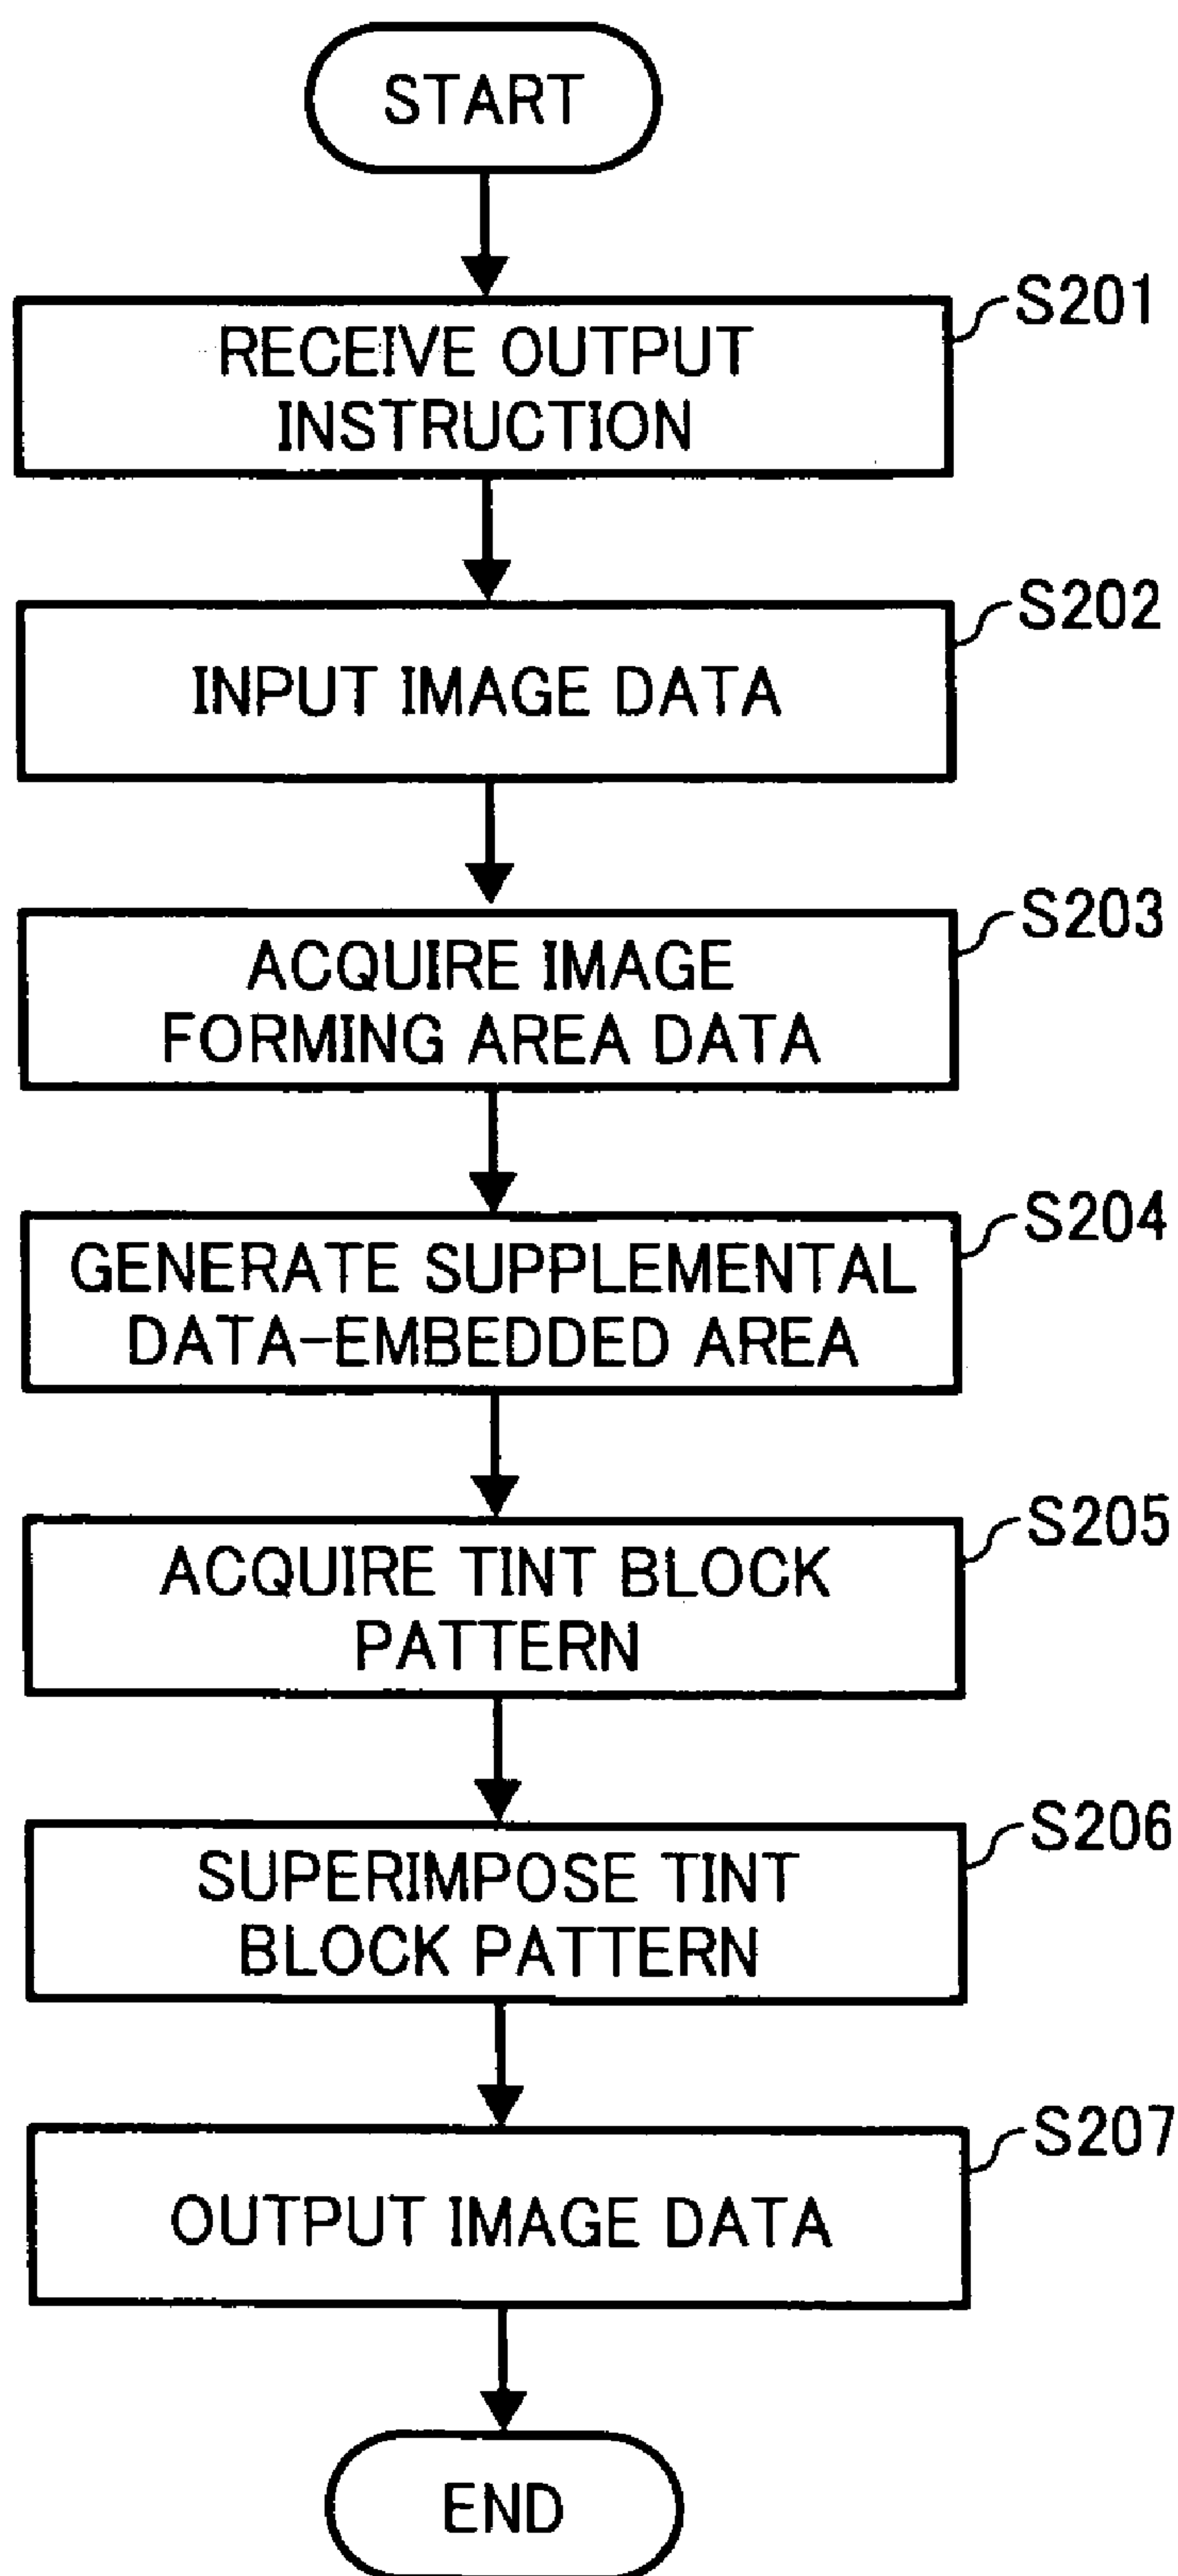 START
S201
RECEIVE OUTPUT
INSTRUCTION
S202
INPUT IMAGE DATA
S203
ACQUIRE IMAGE
FORMING AREA DATA
S204
GENERATE SUPPLEMENTAL
DATA-EMBEDDED AREA
S205
ACQUIRE TINT BLOCK
PATTERN
S206
SUPERIMPOSE TINT
BLOCK PATTERN
S207
OUTPUT IMAGE DATA
END